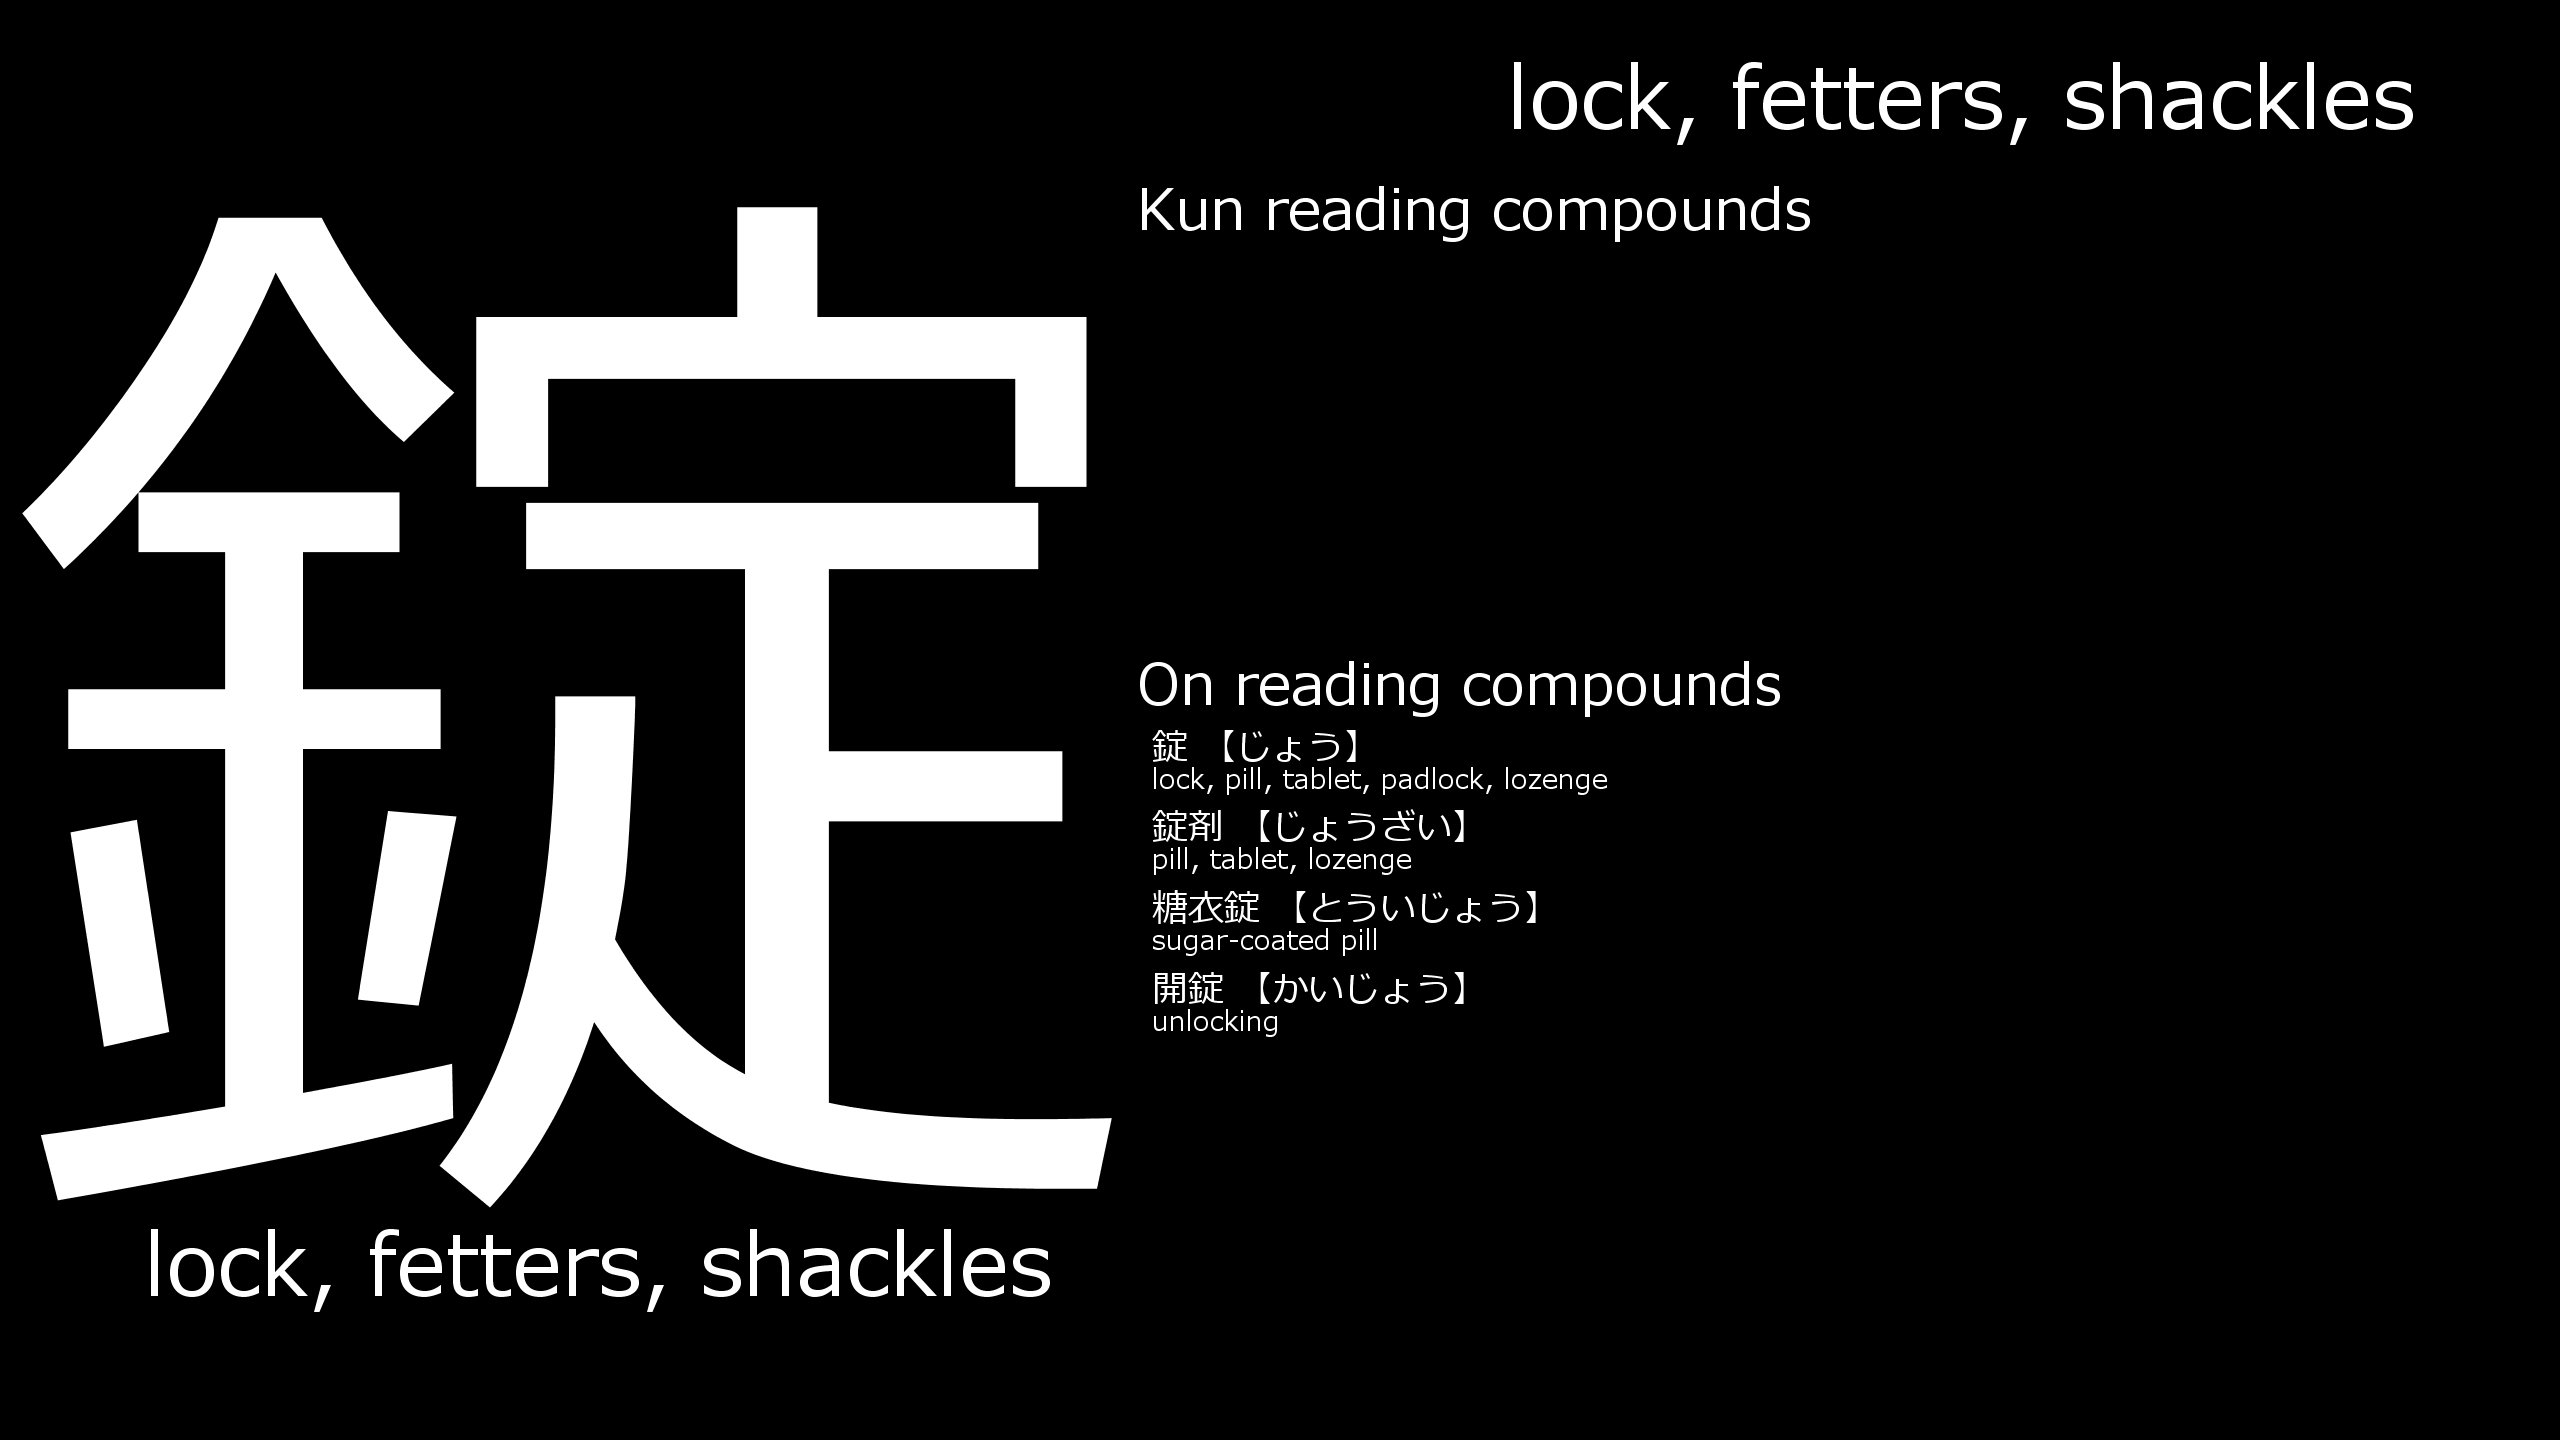 lock, fetters, shackles
Kun reading compounds
錠
On reading compounds
錠 【じょう】
lock, pill, tablet, padlock, lozenge
錠剤 【じょうざい】
pill, tablet, lozenge
糖衣錠 【とういじょう】
sugar-coated pill
開錠 【かいじょう】
unlocking
lock, fetters, shackles